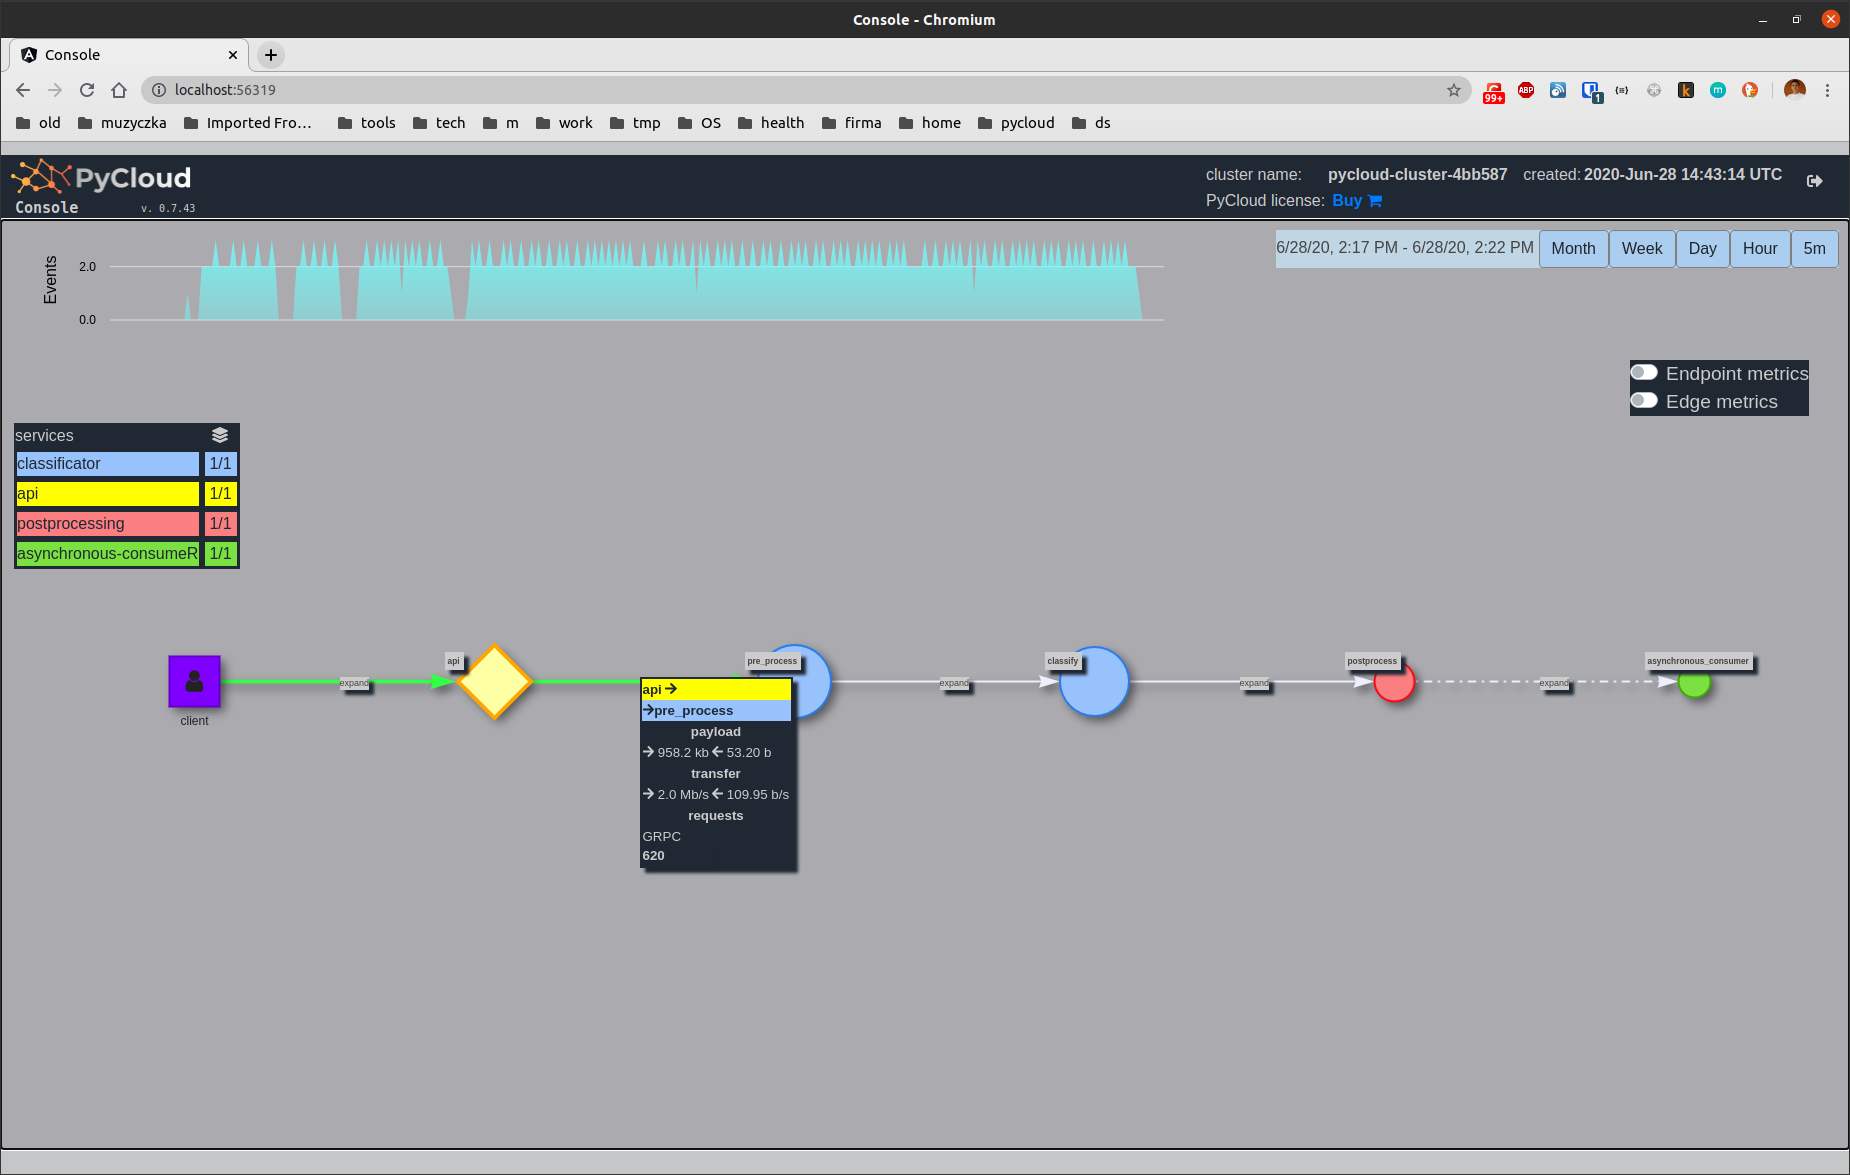 Console - Chromium
Console
localhost:56319
99+
ABP
1
{≡}
k
m
old
muzyczka
Imported Fro...
tools
tech
m
work
tmp
OS
health
firma
home
pycloud
ds
PyCloud
Console
v. 0.7.43
cluster name: pycloud-cluster-4bb587 created: 2020-Jun-28 14:43:14 UTC
PyCloud license: Buy
Events
2.0
0.0
6/28/20, 2:17 PM - 6/28/20, 2:22 PM
Month
Week
Day
Hour
5m
Endpoint metrics
Edge metrics
services
classificator 1/1
api 1/1
postprocessing 1/1
asynchronous-consumeR 1/1
client
expand
api
pre_process
expand
classify
expand
postprocess
expand
asynchronous_consumer
api →
→pre_process
payload
→ 958.2 kb ← 53.20 b
transfer
→ 2.0 Mb/s ← 109.95 b/s
requests
GRPC
620